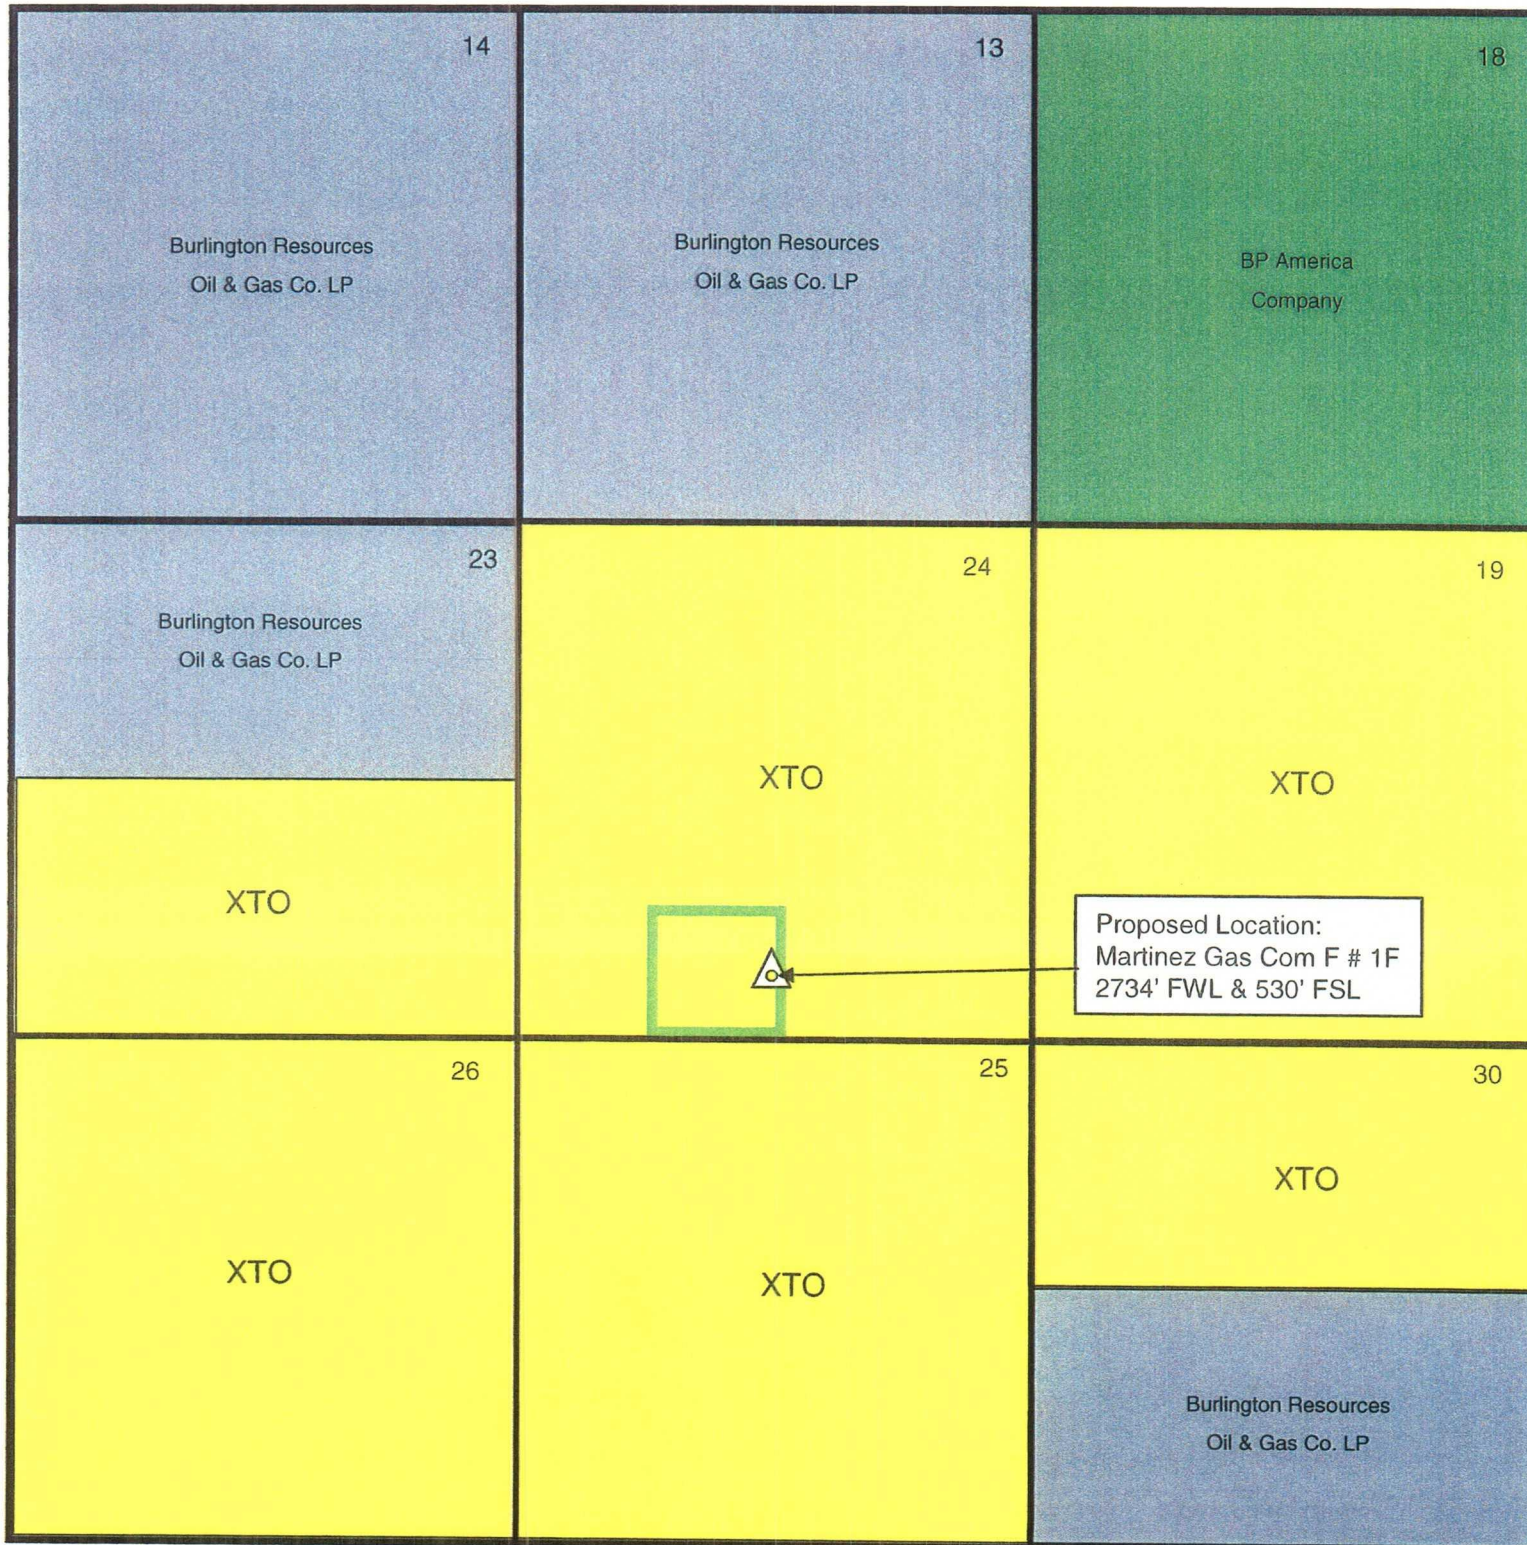 14
13
18
Burlington Resources
Oil & Gas Co. LP
Burlington Resources
Oil & Gas Co. LP
BP America
Company
23
24
19
Burlington Resources
Oil & Gas Co. LP
XTO
XTO
XTO
Proposed Location:
Martinez Gas Com F # 1F
2734' FWL & 530' FSL
26
25
30
XTO
XTO
XTO
Burlington Resources
Oil & Gas Co. LP